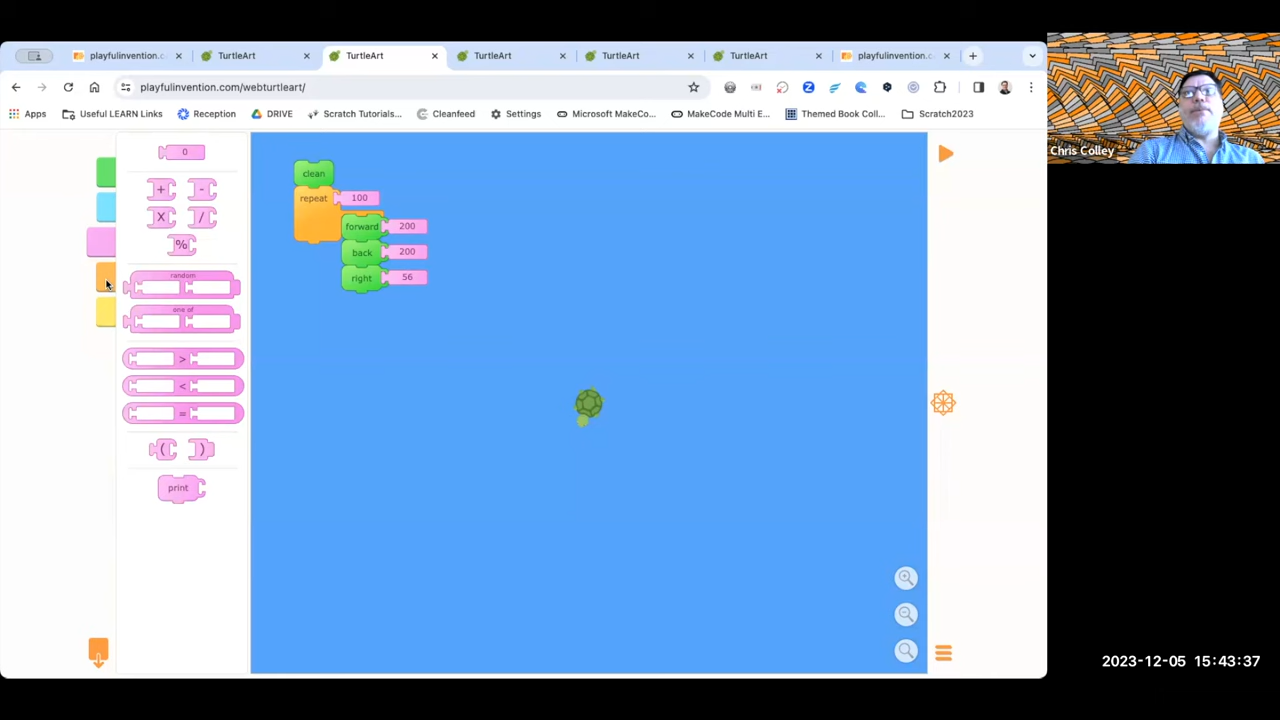 playfulinvention.c
TurtleArt
TurtleArt
TurtleArt
TurtleArt
TurtleArt
playfulinvention.c
playfulinvention.com/webturtleart/
Apps
Useful LEARN Links
Reception
DRIVE
Scratch Tutorials...
Cleanfeed
Settings
Microsoft MakeCo...
MakeCode Multi E...
Themed Book Coll...
Scratch2023
Chris Colley
0
+ -
X /
%
random
one of
>
<
=
( )
print
clean
repeat 100
forward 200
back 200
right 56
2023-12-05 15:43:37